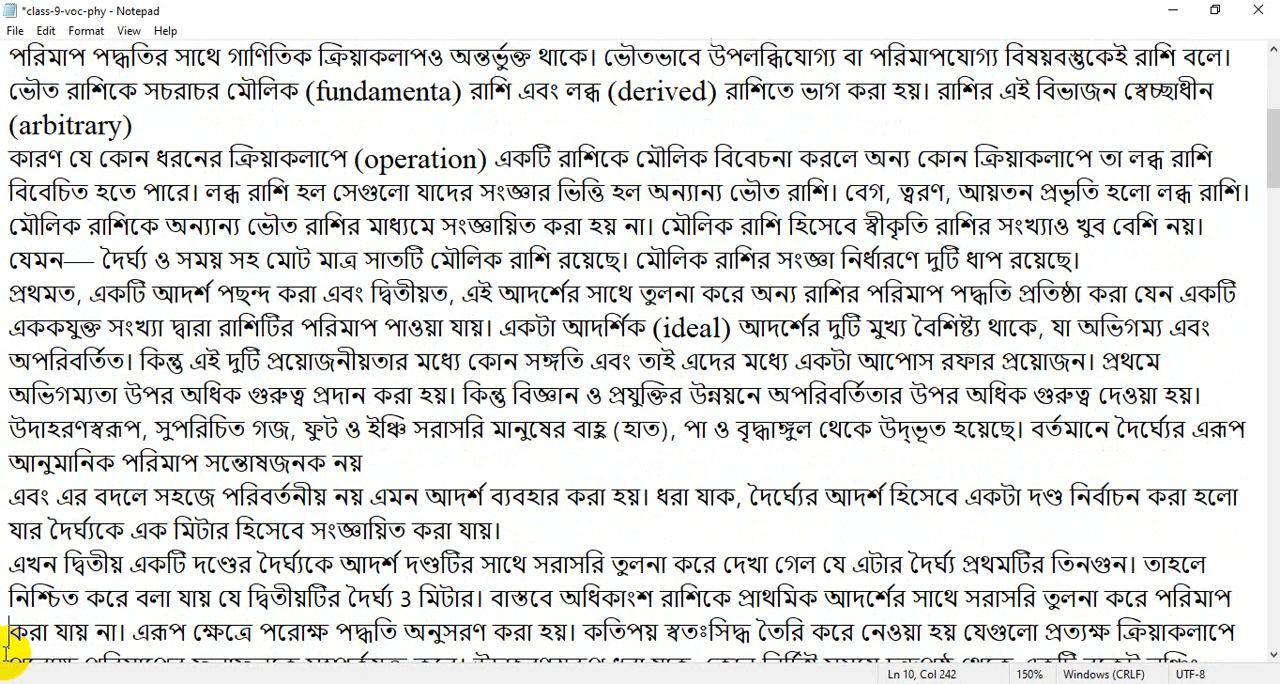 *class-9-voc-phy - Notepad
File Edit Format View Help
পরিমাপ পদ্ধতির সাথে গাণিতিক ক্রিয়াকলাপও অন্তর্ভুক্ত থাকে। ভৌতভাবে উপলব্ধিযোগ্য বা পরিমাপযোগ্য বিষয়বস্তুকেই রাশি বলে।
ভৌত রাশিকে সচরাচর মৌলিক (fundamenta) রাশি এবং লব্ধ (derived) রাশিতে ভাগ করা হয়। রাশির এই বিভাজন স্বেচ্ছাধীন
(arbitrary)
কারণ যে কোন ধরনের ক্রিয়াকলাপে (operation) একটি রাশিকে মৌলিক বিবেচনা করলে অন্য কোন ক্রিয়াকলাপে তা লব্ধ রাশি
বিবেচিত হতে পারে। লব্ধ রাশি হল সেগুলো যাদের সংজ্ঞার ভিত্তি হল অন্যান্য ভৌত রাশি। বেগ, ত্বরণ, আয়তন প্রভৃতি হলো লব্ধ রাশি।
মৌলিক রাশিকে অন্যান্য ভৌত রাশির মাধ্যমে সংজ্ঞায়িত করা হয় না। মৌলিক রাশি হিসেবে স্বীকৃতি রাশির সংখ্যাও খুব বেশি নয়।
যেমন— দৈর্ঘ্য ও সময় সহ মোট মাত্র সাতটি মৌলিক রাশি রয়েছে। মৌলিক রাশির সংজ্ঞা নির্ধারণে দুটি ধাপ রয়েছে।
প্রথমত, একটি আদর্শ পছন্দ করা এবং দ্বিতীয়ত, এই আদর্শের সাথে তুলনা করে অন্য রাশির পরিমাপ পদ্ধতি প্রতিষ্ঠা করা যেন একটি
এককযুক্ত সংখ্যা দ্বারা রাশিটির পরিমাপ পাওয়া যায়। একটা আদর্শিক (ideal) আদর্শের দুটি মুখ্য বৈশিষ্ট্য থাকে, যা অভিগম্য এবং
অপরিবর্তিত। কিন্তু এই দুটি প্রয়োজনীয়তার মধ্যে কোন সঙ্গতি এবং তাই এদের মধ্যে একটা আপোস রফার প্রয়োজন। প্রথমে
অভিগম্যতা উপর অধিক গুরুত্ব প্রদান করা হয়। কিন্তু বিজ্ঞান ও প্রযুক্তির উন্নয়নে অপরিবর্তিতার উপর অধিক গুরুত্ব দেওয়া হয়।
উদাহরণস্বরূপ, সুপরিচিত গজ, ফুট ও ইঞ্চি সরাসরি মানুষের বাহু (হাত), পা ও বৃদ্ধাঙ্গুল থেকে উদ্ভূত হয়েছে। বর্তমানে দৈর্ঘ্যের এরূপ
আনুমানিক পরিমাপ সন্তোষজনক নয়
এবং এর বদলে সহজে পরিবর্তনীয় নয় এমন আদর্শ ব্যবহার করা হয়। ধরা যাক, দৈর্ঘ্যের আদর্শ হিসেবে একটা দণ্ড নির্বাচন করা হলো
যার দৈর্ঘ্যকে এক মিটার হিসেবে সংজ্ঞায়িত করা যায়।
এখন দ্বিতীয় একটি দণ্ডের দৈর্ঘ্যকে আদর্শ দণ্ডটির সাথে সরাসরি তুলনা করে দেখা গেল যে এটার দৈর্ঘ্য প্রথমটির তিনগুন। তাহলে
নিশ্চিত করে বলা যায় যে দ্বিতীয়টির দৈর্ঘ্য 3 মিটার। বাস্তবে অধিকাংশ রাশিকে প্রাথমিক আদর্শের সাথে সরাসরি তুলনা করে পরিমাপ
করা যায় না। এরূপ ক্ষেত্রে পরোক্ষ পদ্ধতি অনুসরণ করা হয়। কতিপয় স্বতঃসিদ্ধ তৈরি করে নেওয়া হয় যেগুলো প্রত্যক্ষ ক্রিয়াকলাপে
Ln 10, Col 242 150% Windows (CRLF) UTF-8